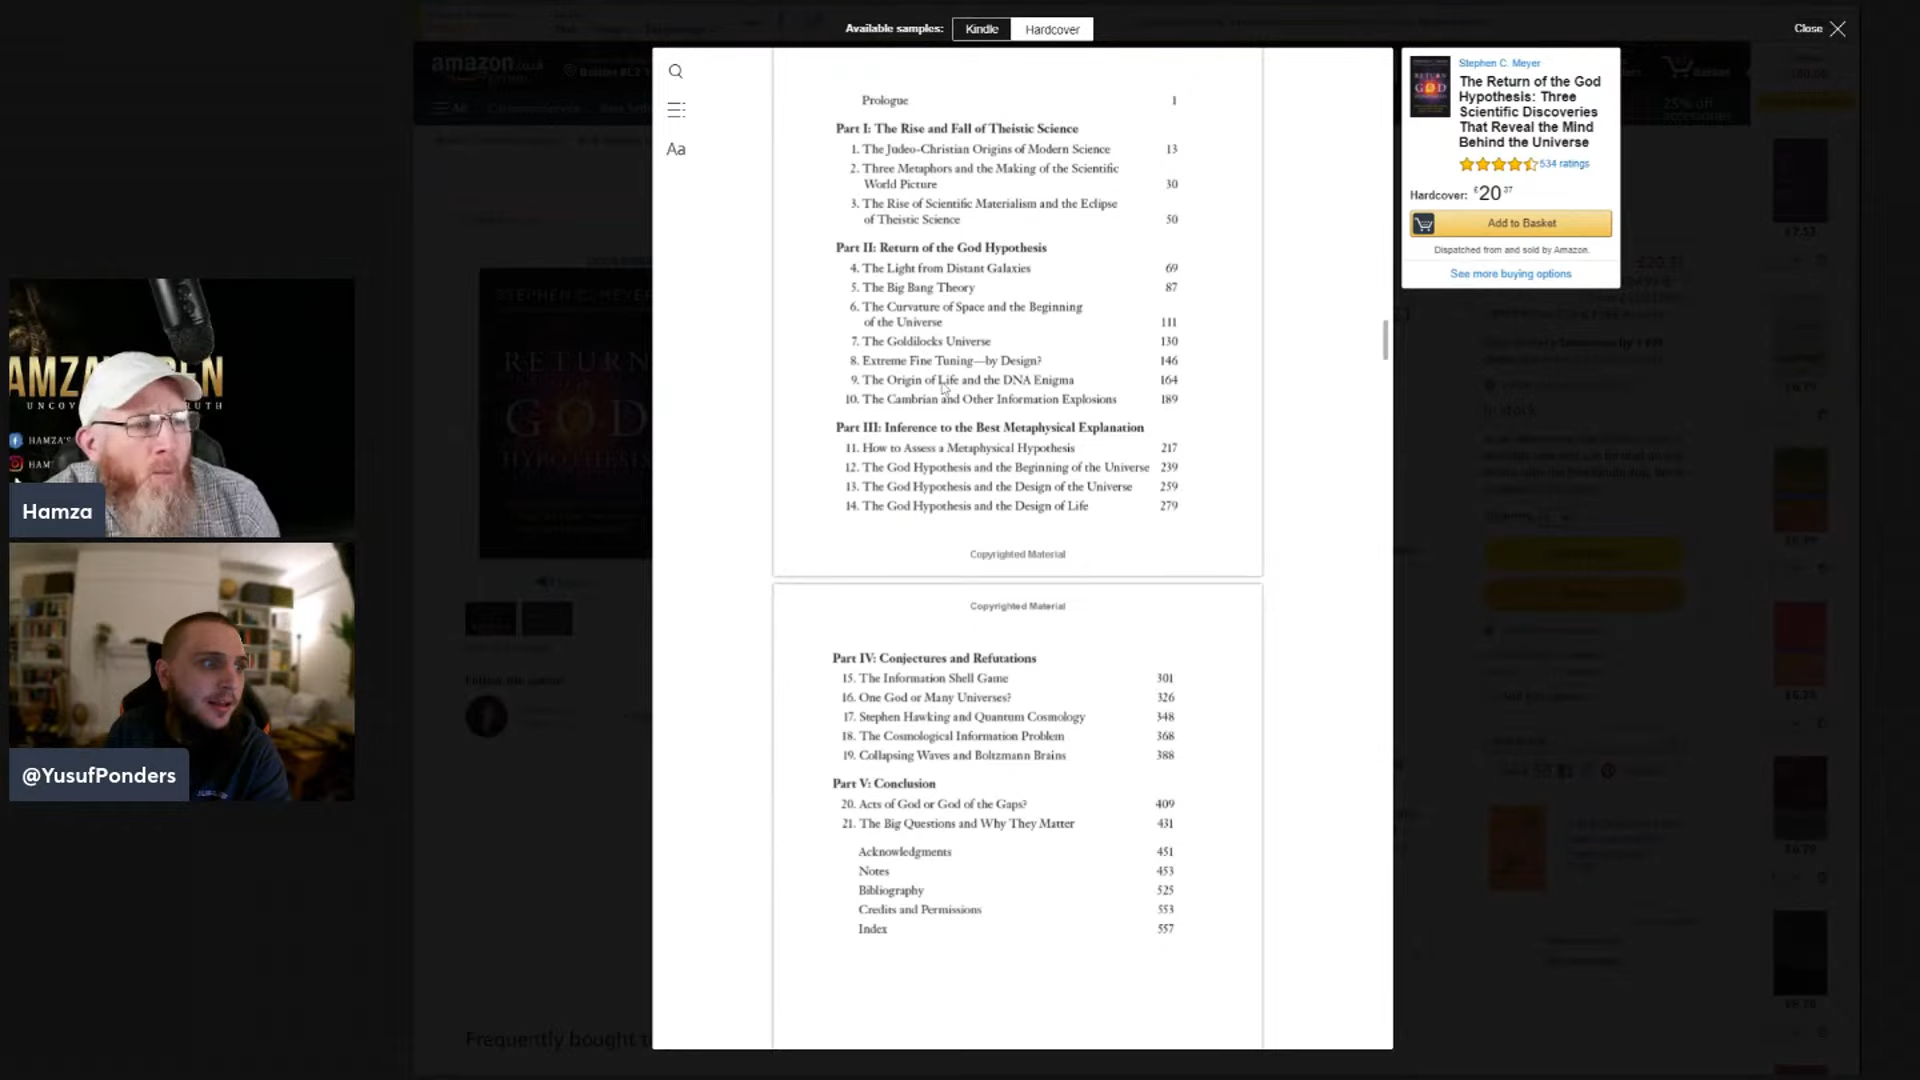 Available samples:
Kindle
Hardcover
Close
amazon.co.uk
All
25% off
Prologue 1
Part I: The Rise and Fall of Theistic Science
1. The Judeo-Christian Origins of Modern Science 13
2. Three Metaphors and the Making of the Scientific
World Picture 30
3. The Rise of Scientific Materialism and the Eclipse
of Theistic Science 50
Part II: Return of the God Hypothesis
4. The Light from Distant Galaxies 69
5. The Big Bang Theory 87
6. The Curvature of Space and the Beginning
of the Universe 111
7. The Goldilocks Universe 130
8. Extreme Fine Tuning—by Design? 146
9. The Origin of Life and the DNA Enigma 164
10. The Cambrian and Other Information Explosions 189
Part III: Inference to the Best Metaphysical Explanation
11. How to Assess a Metaphysical Hypothesis 217
12. The God Hypothesis and the Beginning of the Universe 239
13. The God Hypothesis and the Design of the Universe 259
14. The God Hypothesis and the Design of Life 279
Copyrighted Material
Copyrighted Material
Part IV: Conjectures and Refutations
15. The Information Shell Game 301
16. One God or Many Universes? 326
17. Stephen Hawking and Quantum Cosmology 348
18. The Cosmological Information Problem 368
19. Collapsing Waves and Boltzmann Brains 388
Part V: Conclusion
20. Acts of God or God of the Gaps? 409
21. The Big Questions and Why They Matter 431
Acknowledgments 451
Notes 453
Bibliography 525
Credits and Permissions 553
Index 557
Aa
Stephen C. Meyer
The Return of the God
Hypothesis: Three
Scientific Discoveries
That Reveal the Mind
Behind the Universe
534 ratings
Hardcover: £20 37
Add to Basket
Dispatched from and sold by Amazon.
See more buying options
STEPHEN C. MEYE
RETURN
GOD
HYPOTHESIS
Hamza
@YusufPonders
Frequently bought t